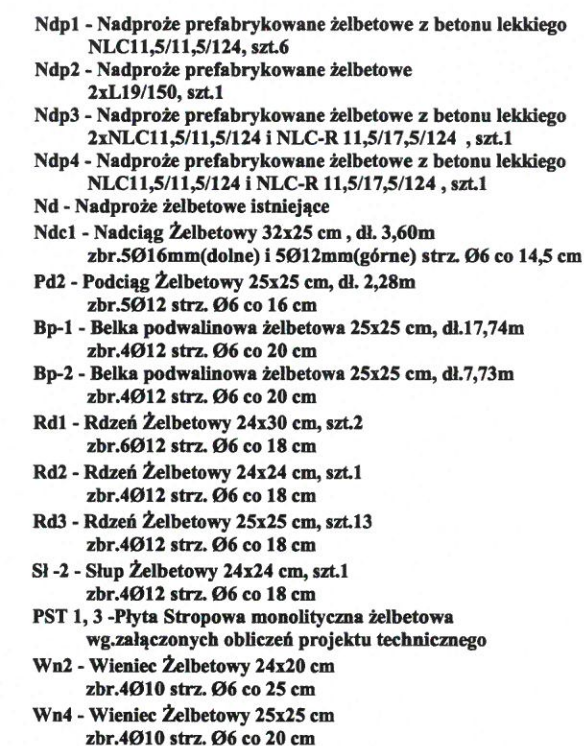 Ndp1 - Nadproże prefabrykowane żelbetowe z betonu lekkiego
NLC11,5/11,5/124, szt.6
Ndp2 - Nadproże prefabrykowane żelbetowe
2xL19/150, szt.1
Ndp3 - Nadproże prefabrykowane żelbetowe z betonu lekkiego
2xNLC11,5/11,5/124 i NLC-R 11,5/17,5/124 , szt.1
Ndp4 - Nadproże prefabrykowane żelbetowe z betonu lekkiego
NLC11,5/11,5/124 i NLC-R 11,5/17,5/124 , szt.1
Nd - Nadproże żelbetowe istniejące
Ndc1 - Nadciąg Żelbetowy 32x25 cm , dł. 3,60m
zbr.5Ø16mm(dolne) i 5Ø12mm(górne) strz. Ø6 co 14,5 cm
Pd2 - Podciąg Żelbetowy 25x25 cm, dł. 2,28m
zbr.5Ø12 strz. Ø6 co 16 cm
Bp-1 - Belka podwalinowa żelbetowa 25x25 cm, dł.17,74m
zbr.4Ø12 strz. Ø6 co 20 cm
Bp-2 - Belka podwalinowa żelbetowa 25x25 cm, dł.7,73m
zbr.4Ø12 strz. Ø6 co 20 cm
Rd1 - Rdzeń Żelbetowy 24x30 cm, szt.2
zbr.6Ø12 strz. Ø6 co 18 cm
Rd2 - Rdzeń Żelbetowy 24x24 cm, szt.1
zbr.4Ø12 strz. Ø6 co 18 cm
Rd3 - Rdzeń Żelbetowy 25x25 cm, szt.13
zbr.4Ø12 strz. Ø6 co 18 cm
Sł -2 - Słup Żelbetowy 24x24 cm, szt.1
zbr.4Ø12 strz. Ø6 co 18 cm
PST 1, 3 -Płyta Stropowa monolityczna żelbetowa
wg.załączonych obliczeń projektu technicznego
Wn2 - Wieniec Żelbetowy 24x20 cm
zbr.4Ø10 strz. Ø6 co 25 cm
Wn4 - Wieniec Żelbetowy 25x25 cm
zbr.4Ø10 strz. Ø6 co 20 cm